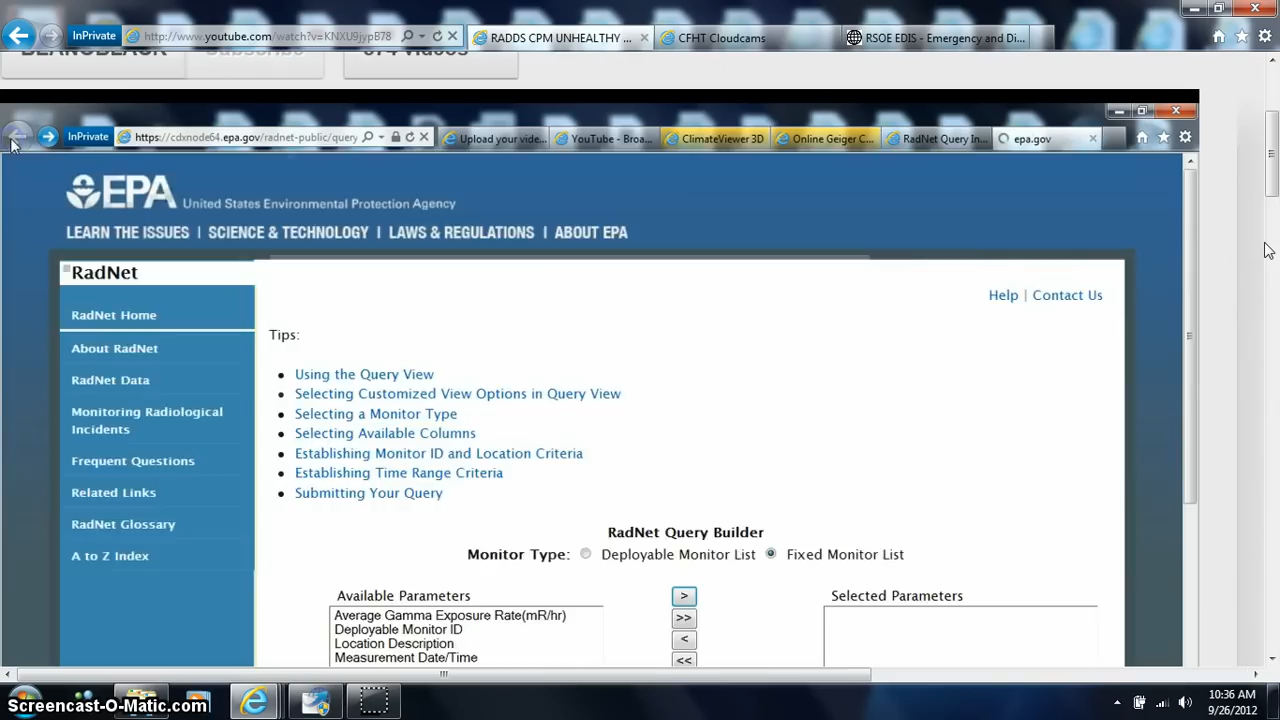 InPrivate http://www.youtube.com/watch?v=KNXU9jypB78 RADDS CPM UNHEALTHY ... CFHT Cloudcams RSOE EDIS - Emergency and Di...
574 videos
InPrivate https://cdxnode64.epa.gov/radnet-public/query Upload your vide... YouTube - Broa... ClimateViewer 3D Online Geiger C... RadNet Query In... epa.gov
EPA United States Environmental Protection Agency
LEARN THE ISSUES | SCIENCE & TECHNOLOGY | LAWS & REGULATIONS | ABOUT EPA
RadNet
Help | Contact Us
RadNet Home
About RadNet
RadNet Data
Monitoring Radiological
Incidents
Frequent Questions
Related Links
RadNet Glossary
A to Z Index
Tips:
• Using the Query View
• Selecting Customized View Options in Query View
• Selecting a Monitor Type
• Selecting Available Columns
• Establishing Monitor ID and Location Criteria
• Establishing Time Range Criteria
• Submitting Your Query
RadNet Query Builder
Monitor Type: Deployable Monitor List Fixed Monitor List
Available Parameters > Selected Parameters
Average Gamma Exposure Rate(mR/hr) >>
Deployable Monitor ID
Location Description <
Measurement Date/Time <<
Screencast-O-Matic.com
10:36 AM
9/26/2012